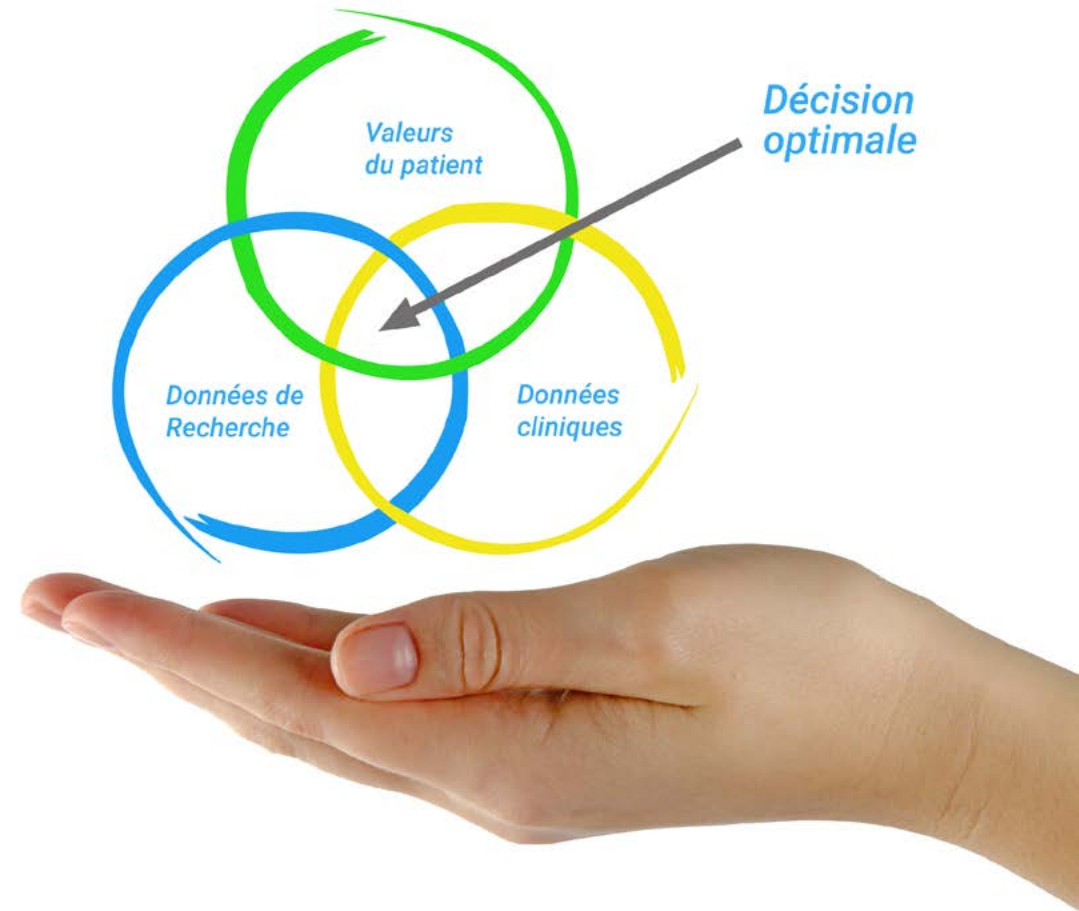 Valeurs
du patient
Décision
optimale
Données de
Recherche
Données
cliniques